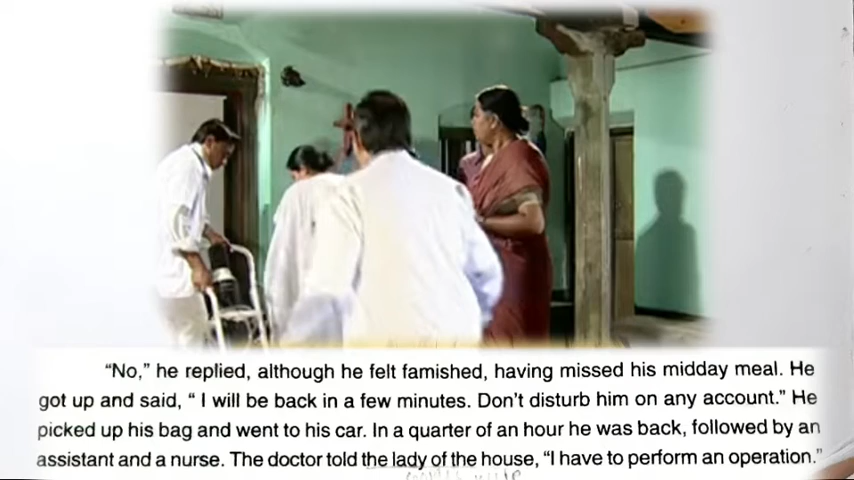 "No," he replied, although he felt famished, having missed his midday meal. He
got up and said, " I will be back in a few minutes. Don't disturb him on any account." He
picked up his bag and went to his car. In a quarter of an hour he was back, followed by an
assistant and a nurse. The doctor told the lady of the house, "I have to perform an operation."